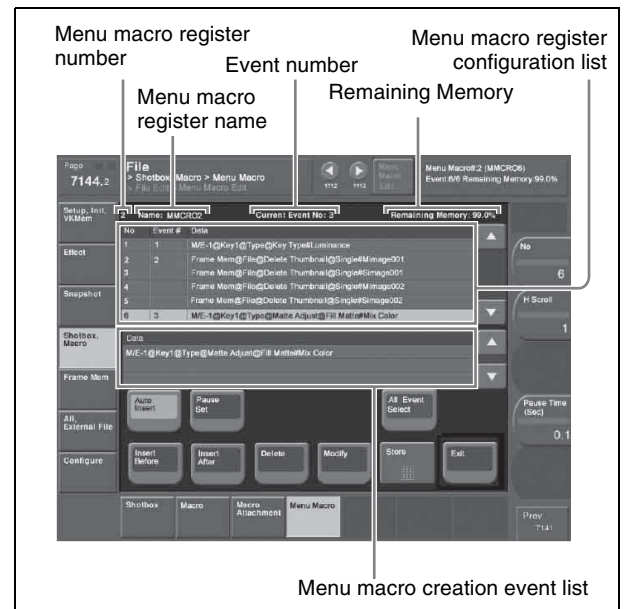 Menu macro register number
Event number
Menu macro register name
Menu macro register configuration list
Remaining Memory
Page
7144.2
File
> Shotbox, Macro > Menu Macro
> File Edit > Menu Macro Edit
1112
1113
Menu Macro Edit
Menu Macro#:2 (MMCRO6)
Event:6/6 Remaining Memory:99.0%
Setup, Init, VKMem
Effect
Snapshot
Shotbox, Macro
Frame Mem
All, External File
Configure
2 Name: MMCRO2 Current Event No: 3 Remaining Memory: 99.0%
No Event # Data
1 1 M/E-1@Key1@Type@Key Type#Luminance
2 2 Frame Mem@File@Delete Thumbnail@Single#Mimage001
3 Frame Mem@File@Delete Thumbnail@Single#Simage001
4 Frame Mem@File@Delete Thumbnail@Single#Mimage002
5 Frame Mem@File@Delete Thumbnail@Single#Simage002
6 3 M/E-1@Key1@Type@Matte Adjust@Fill Matte#Mix Color
Data
M/E-1@Key1@Type@Matte Adjust@Fill Matte#Mix Color
Auto Insert
Pause Set
All Event Select
Insert Before
Insert After
Delete
Modify
Store
Exit
Shotbox
Macro
Macro Attachment
Menu Macro
No
6
H Scroll
1
Pause Time (Sec)
0.1
Prev
7141
Menu macro creation event list